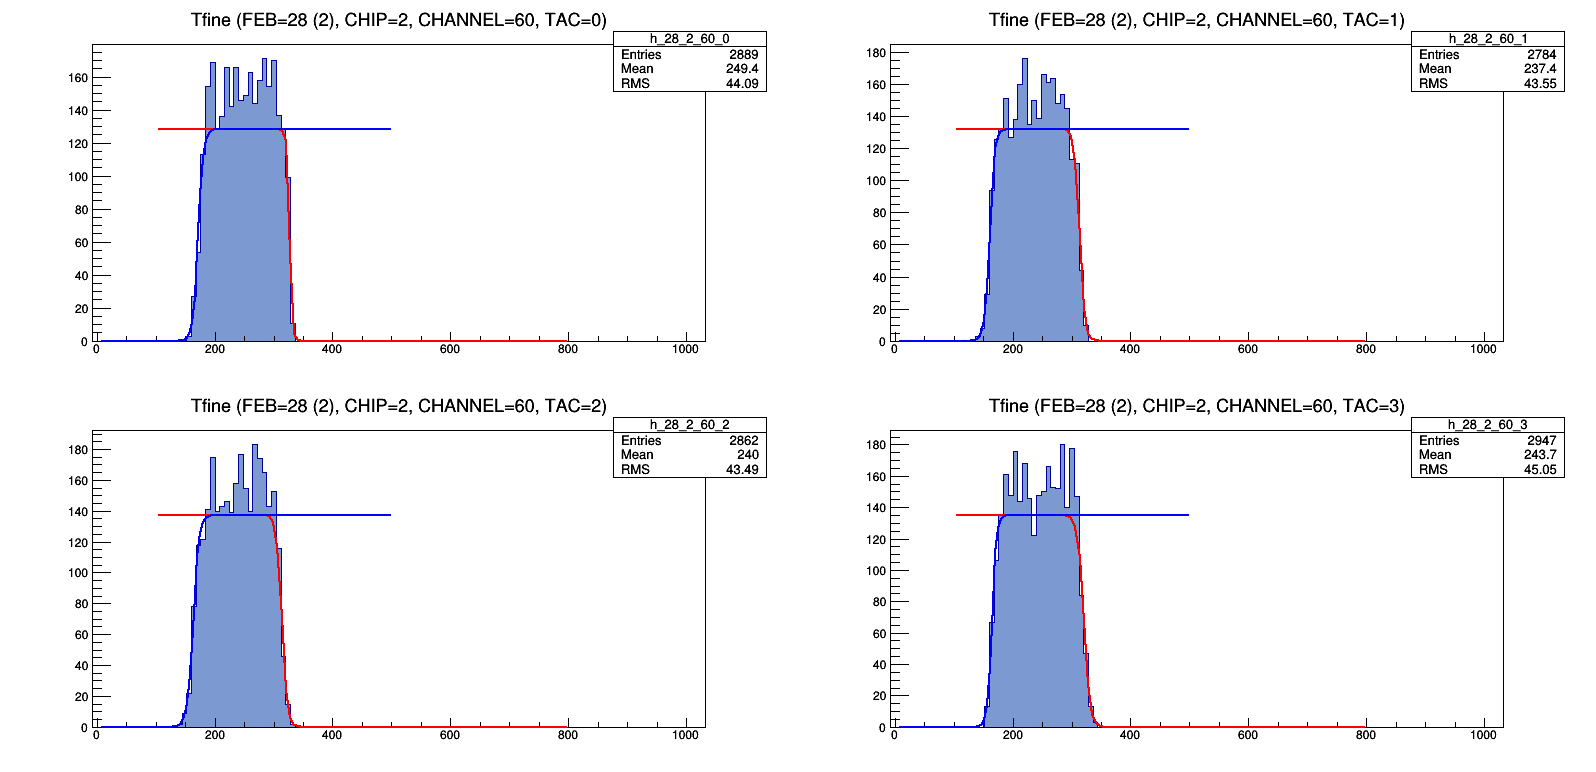 Tfine (FEB=28 (2), CHIP=2, CHANNEL=60, TAC=0)
h_28_2_60_0
Entries 2889
Mean 249.4
RMS 44.09
160
140
120
100
80
60
40
20
0
0 200 400 600 800 1000
Tfine (FEB=28 (2), CHIP=2, CHANNEL=60, TAC=1)
h_28_2_60_1
Entries 2784
Mean 237.4
RMS 43.55
180
160
140
120
100
80
60
40
20
0
0 200 400 600 800 1000
Tfine (FEB=28 (2), CHIP=2, CHANNEL=60, TAC=2)
h_28_2_60_2
Entries 2862
Mean 240
RMS 43.49
180
160
140
120
100
80
60
40
20
0
0 200 400 600 800 1000
Tfine (FEB=28 (2), CHIP=2, CHANNEL=60, TAC=3)
h_28_2_60_3
Entries 2947
Mean 243.7
RMS 45.05
180
160
140
120
100
80
60
40
20
0
0 200 400 600 800 1000